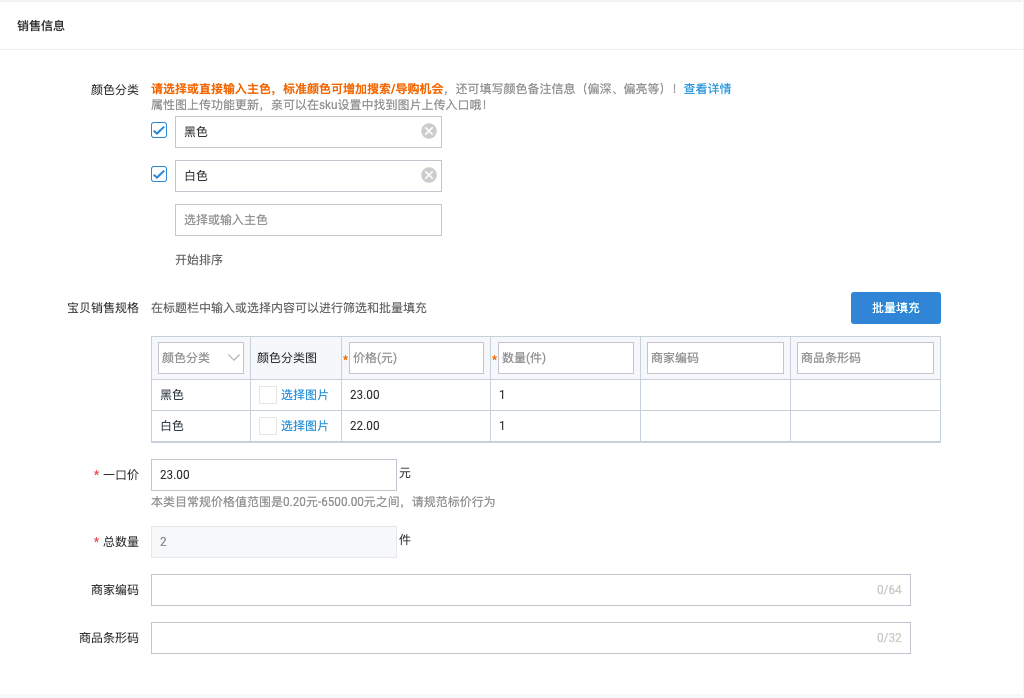 销售信息
颜色分类 请选择或直接输入主色，标准颜色可增加搜索/导购机会，还可填写颜色备注信息（偏深、偏亮等）！查看详情
属性图上传功能更新，亲可以在sku设置中找到图片上传入口哦！
黑色
白色
选择或输入主色
开始排序
宝贝销售规格 在标题栏中输入或选择内容可以进行筛选和批量填充 批量填充
颜色分类 颜色分类图 * 价格(元) * 数量(件) 商家编码 商品条形码
黑色 选择图片 23.00 1
白色 选择图片 22.00 1
* 一口价 23.00 元
本类目常规价格值范围是0.20元-6500.00元之间，请规范标价行为
* 总数量 2 件
商家编码 0/64
商品条形码 0/32